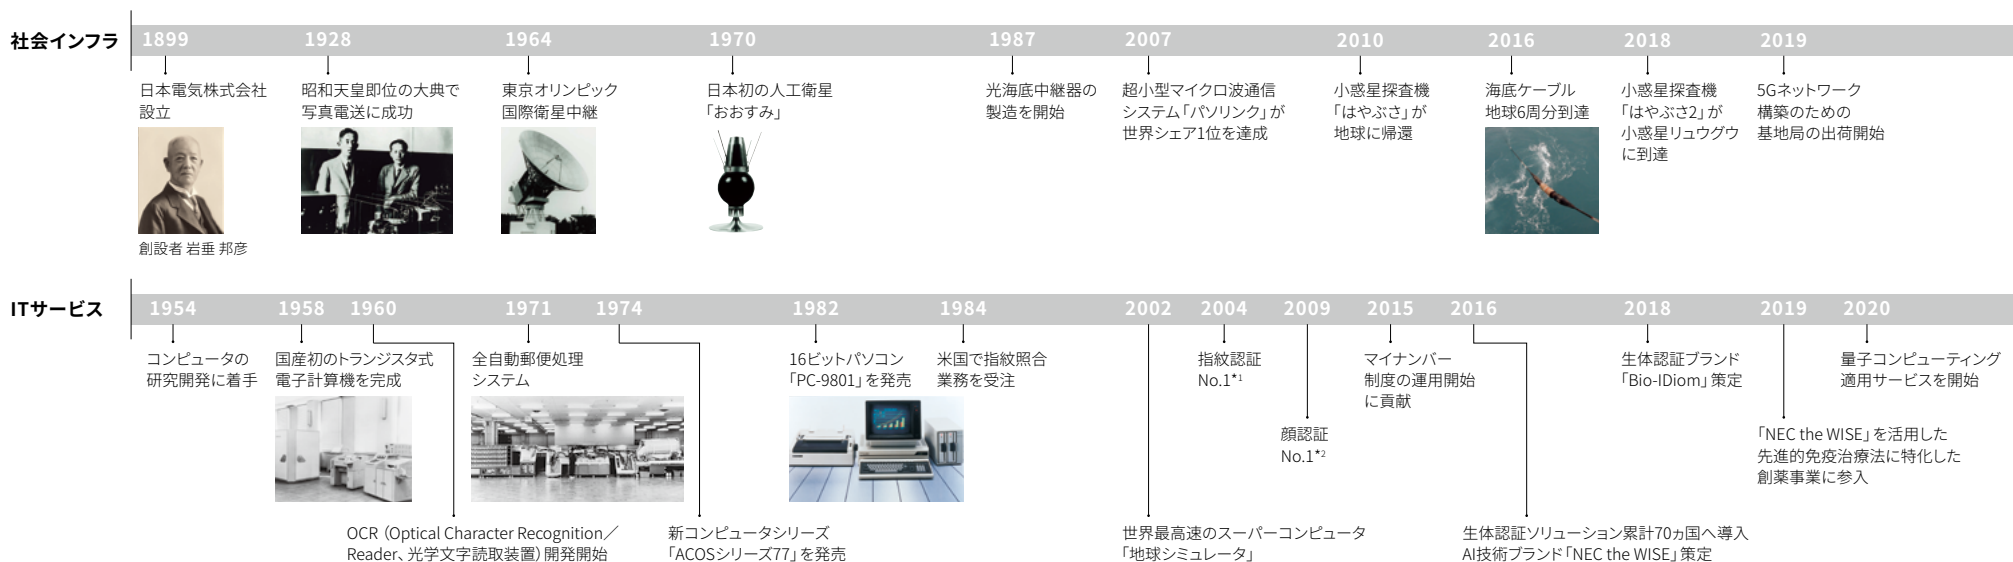 社会インフラ
1899
日本電気株式会社
設立
創設者 岩垂 邦彦
1928
昭和天皇即位の大典で
写真電送に成功
1964
東京オリンピック
国際衛星中継
1970
日本初の人工衛星
「おおすみ」
1987
光海底中継器の
製造を開始
2007
超小型マイクロ波通信
システム「パソリンク」が
世界シェア1位を達成
2010
小惑星探査機
「はやぶさ」が
地球に帰還
2016
海底ケーブル
地球6周分到達
2018
小惑星探査機
「はやぶさ2」が
小惑星リュウグウ
に到達
2019
5Gネットワーク
構築のための
基地局の出荷開始
ITサービス
1954
コンピュータの
研究開発に着手
1958
国産初のトランジスタ式
電子計算機を完成
1960
OCR（Optical Character Recognition／
Reader、光学文字読取装置）開発開始
1971
全自動郵便処理
システム
1974
新コンピュータシリーズ
「ACOSシリーズ77」を発売
1982
16ビットパソコン
「PC-9801」を発売
1984
米国で指紋照合
業務を受注
2002
世界最高速のスーパーコンピュータ
「地球シミュレータ」
2004
指紋認証
No.1*1
2009
顔認証
No.1*2
2015
マイナンバー
制度の運用開始
に貢献
2016
生体認証ソリューション累計70ヵ国へ導入
AI技術ブランド「NEC the WISE」策定
2018
生体認証ブランド
「Bio-IDiom」策定
2019
「NEC the WISE」を活用した
先進的免疫治療法に特化した
創薬事業に参入
2020
量子コンピューティング
適用サービスを開始